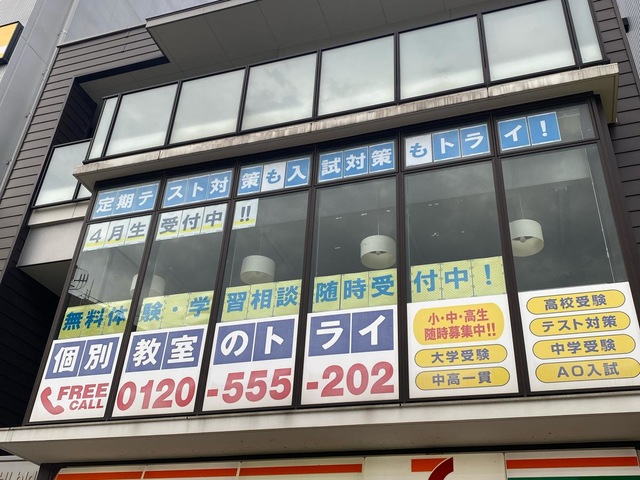 定期テスト対策も入試対策もトライ!
4月生受付中!!
無料体験・学習相談随時受付中!
個別教室のトライ
FREE CALL 0120-555-202
小・中・高生
随時募集中!!
大学受験
中高一貫
高校受験
テスト対策
中学受験
AO入試